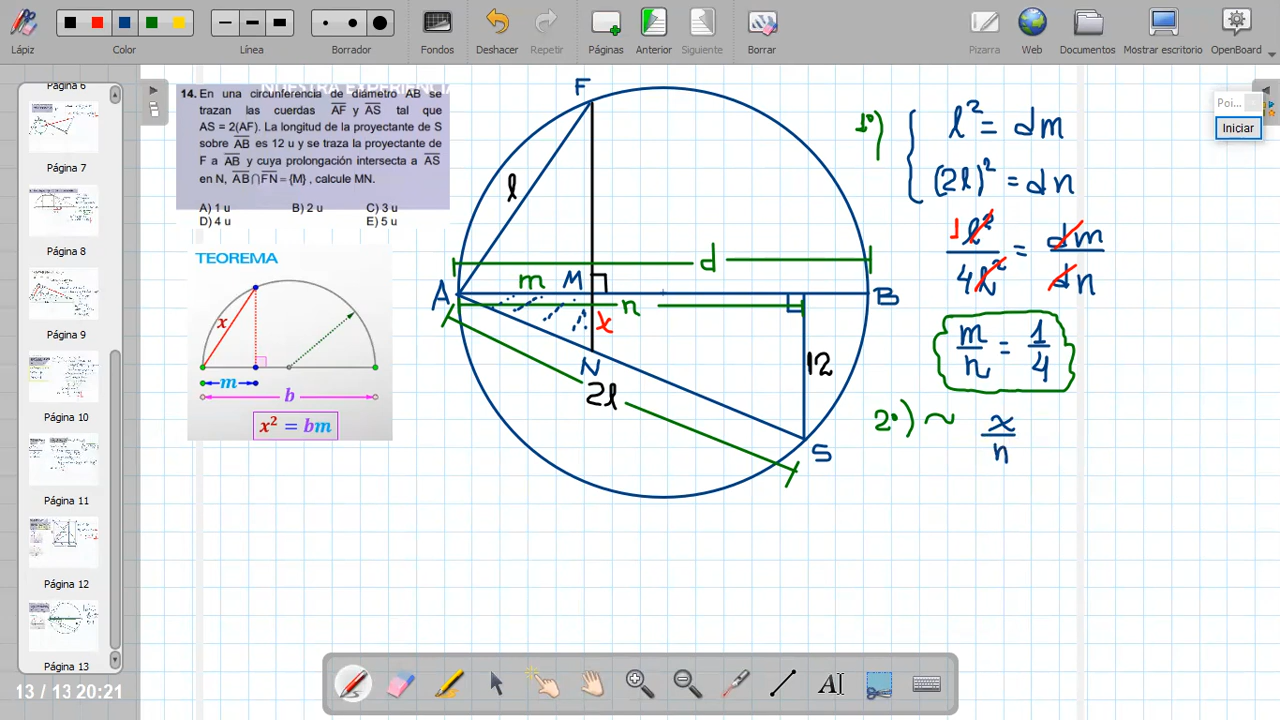 Lápiz
Color
Línea
Borrador
Fondos
Deshacer
Repetir
Páginas
Anterior
Siguiente
Borrar
Pizarra
Web
Documentos
Mostrar escritorio
OpenBoard
Página 6
Página 7
Página 8
Página 9
Página 10
Página 11
Página 12
Página 13
13 / 13 20:21
NUESTRA EXPERIENCIA
14. En una circunferencia de diámetro AB se
trazan las cuerdas AF y AS tal que
AS = 2(AF). La longitud de la proyectante de S
sobre AB es 12 u y se traza la proyectante de
F a AB y cuya prolongación intersecta a AS
en N, AB∩FN = {M} , calcule MN.
A) 1 u B) 2 u C) 3 u
D) 4 u E) 5 u
TEOREMA
x
m
b
x² = bm
F
l
d
A
m
M
B
n
x
N
12
2l
S
1°)
l² = dm
(2l)² = dn
1l²/4l² = dm/dn
m/n = 1/4
2°) ~ x/n
Poi...
Iniciar